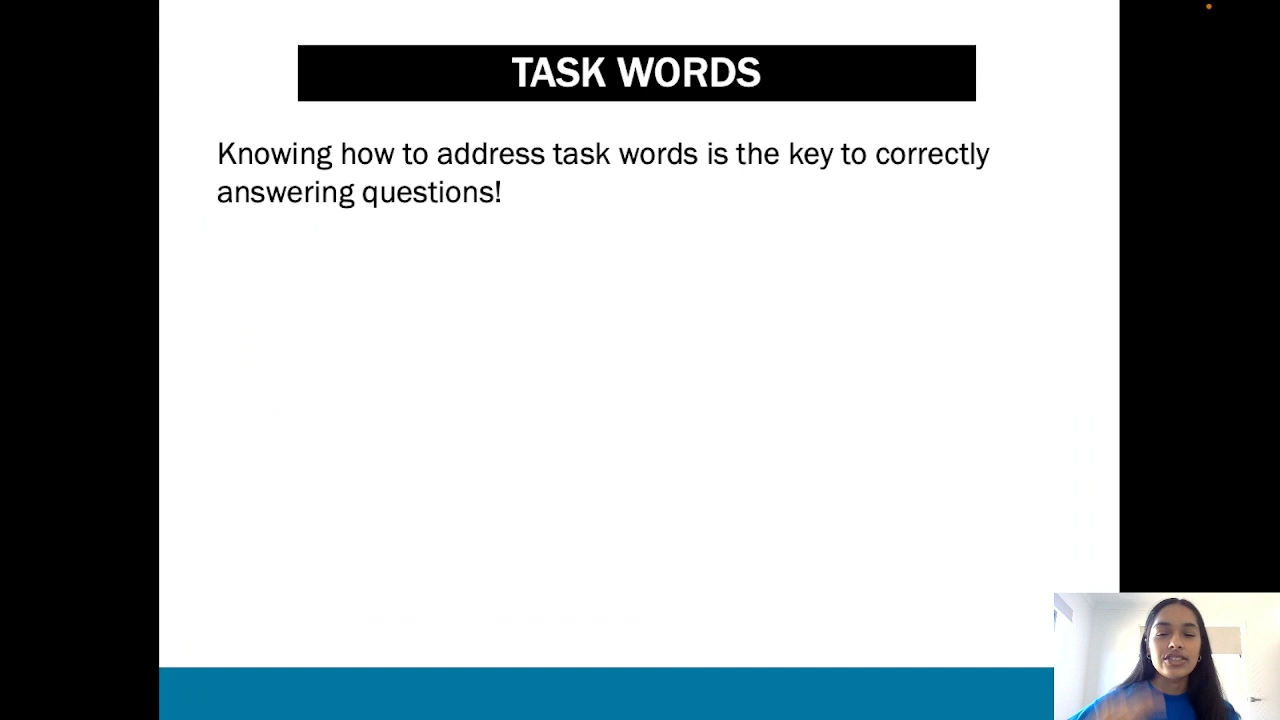 TASK WORDS
Knowing how to address task words is the key to correctly
answering questions!